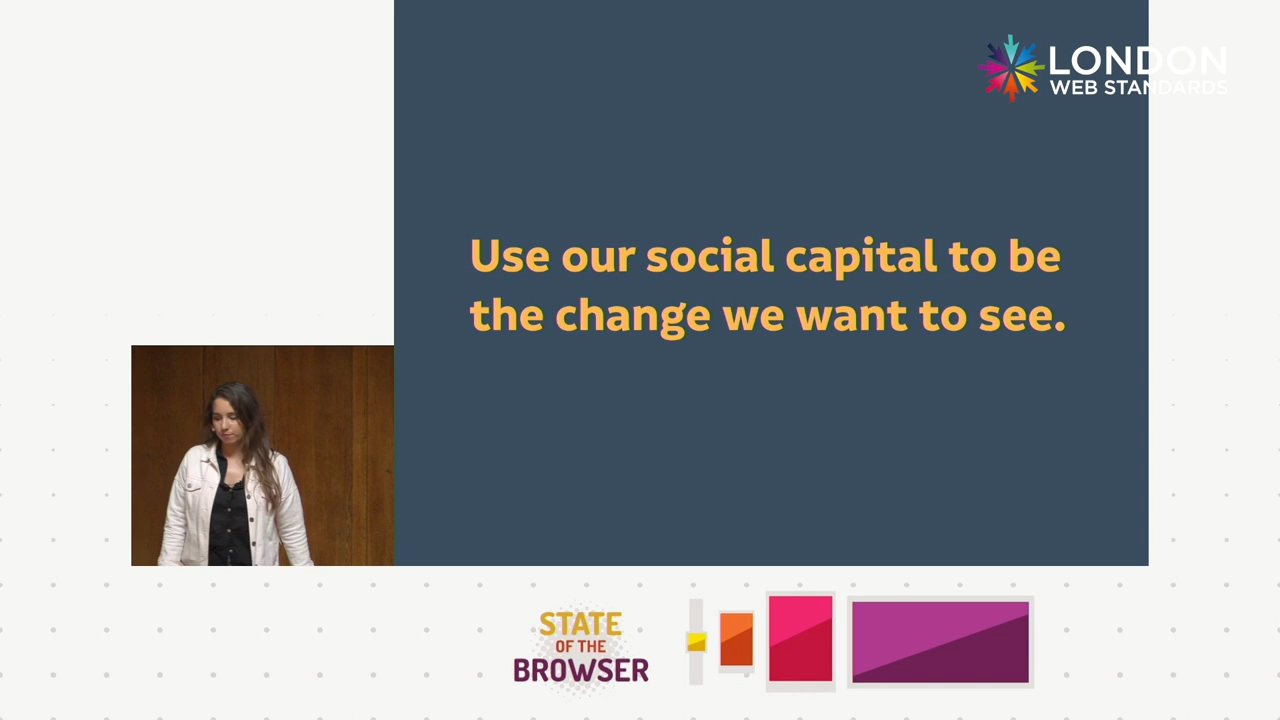 LONDON
WEB STANDARDS
Use our social capital to be
the change we want to see.
STATE
OF THE
BROWSER